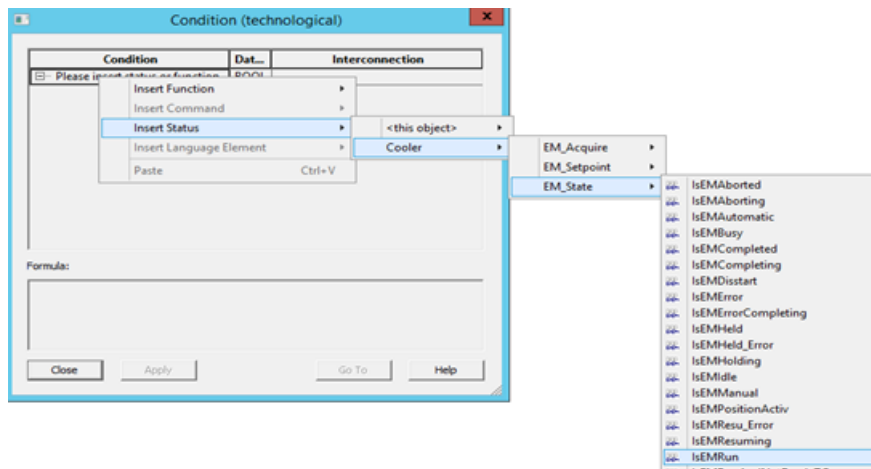 Condition (technological)
x
Condition Dat... Interconnection
Please insert status or function BOOL
Insert Function
Insert Command
Insert Status
Insert Language Element
Paste Ctrl+V
<this object>
Cooler
EM_Acquire
EM_Setpoint
EM_State
IsEMAborted
IsEMAborting
IsEMAutomatic
IsEMBusy
IsEMCompleted
IsEMCompleting
IsEMDisstart
IsEMError
IsEMErrorCompleting
IsEMHeld
IsEMHeld_Error
IsEMHolding
IsEMIdle
IsEMManual
IsEMPositionActiv
IsEMResu_Error
IsEMResuming
IsEMRun
Formula:
Close Apply Go To Help